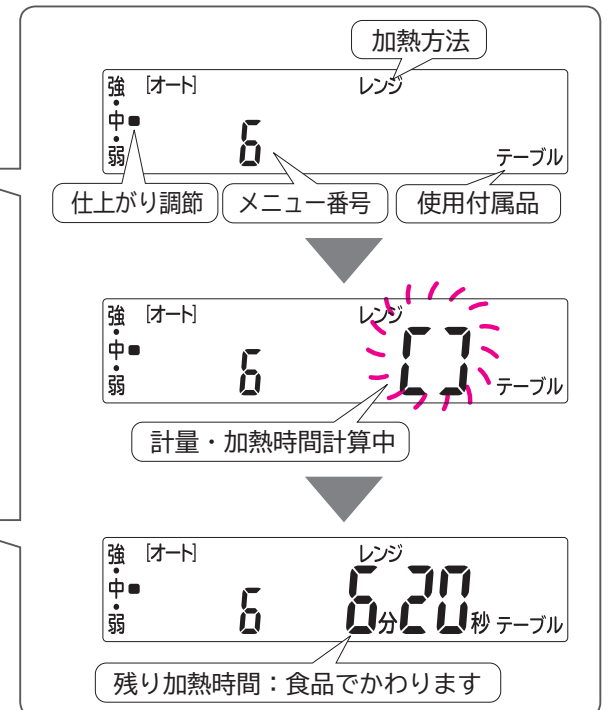 加熱方法
強 [オート] レンジ
・
中■
・
弱 6 テーブル
仕上がり調節 メニュー番号 使用付属品
強 [オート] レンジ
・
中■
・
弱 6 [ ] テーブル
計量・加熱時間計算中
強 [オート] レンジ
・
中■
・
弱 6 6分20秒 テーブル
残り加熱時間：食品でかわります